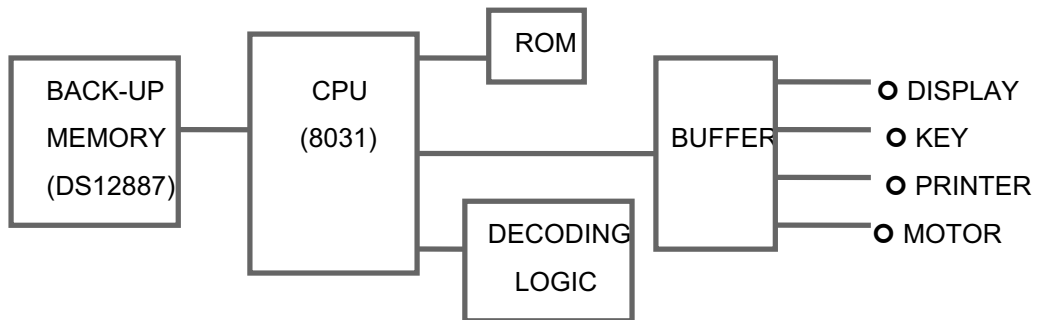 BACK-UP
MEMORY
(DS12887)
CPU
(8031)
ROM
DECODING
LOGIC
BUFFER
DISPLAY
KEY
PRINTER
MOTOR